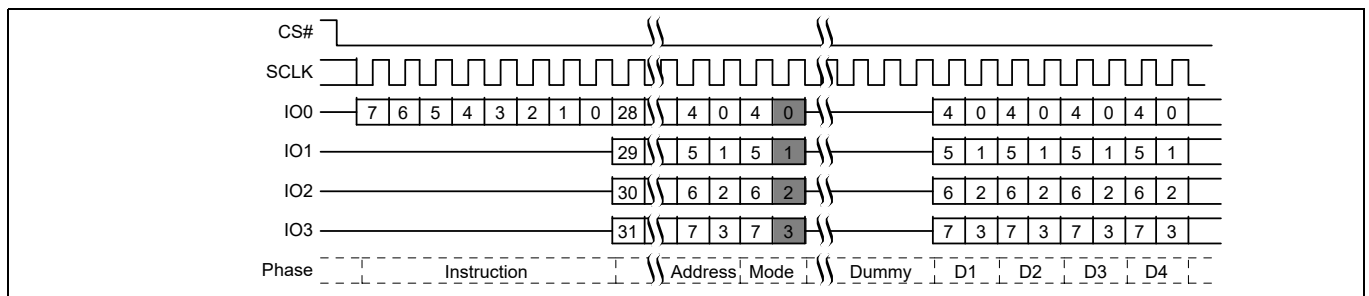 CS#
SCLK
IO0 7 6 5 4 3 2 1 0 28 4 0 4 0 4 0 4 0 4 0 4 0
IO1 29 5 1 5 1 5 1 5 1 5 1 5 1
IO2 30 6 2 6 2 6 2 6 2 6 2 6 2
IO3 31 7 3 7 3 7 3 7 3 7 3 7 3
Phase Instruction Address Mode Dummy D1 D2 D3 D4